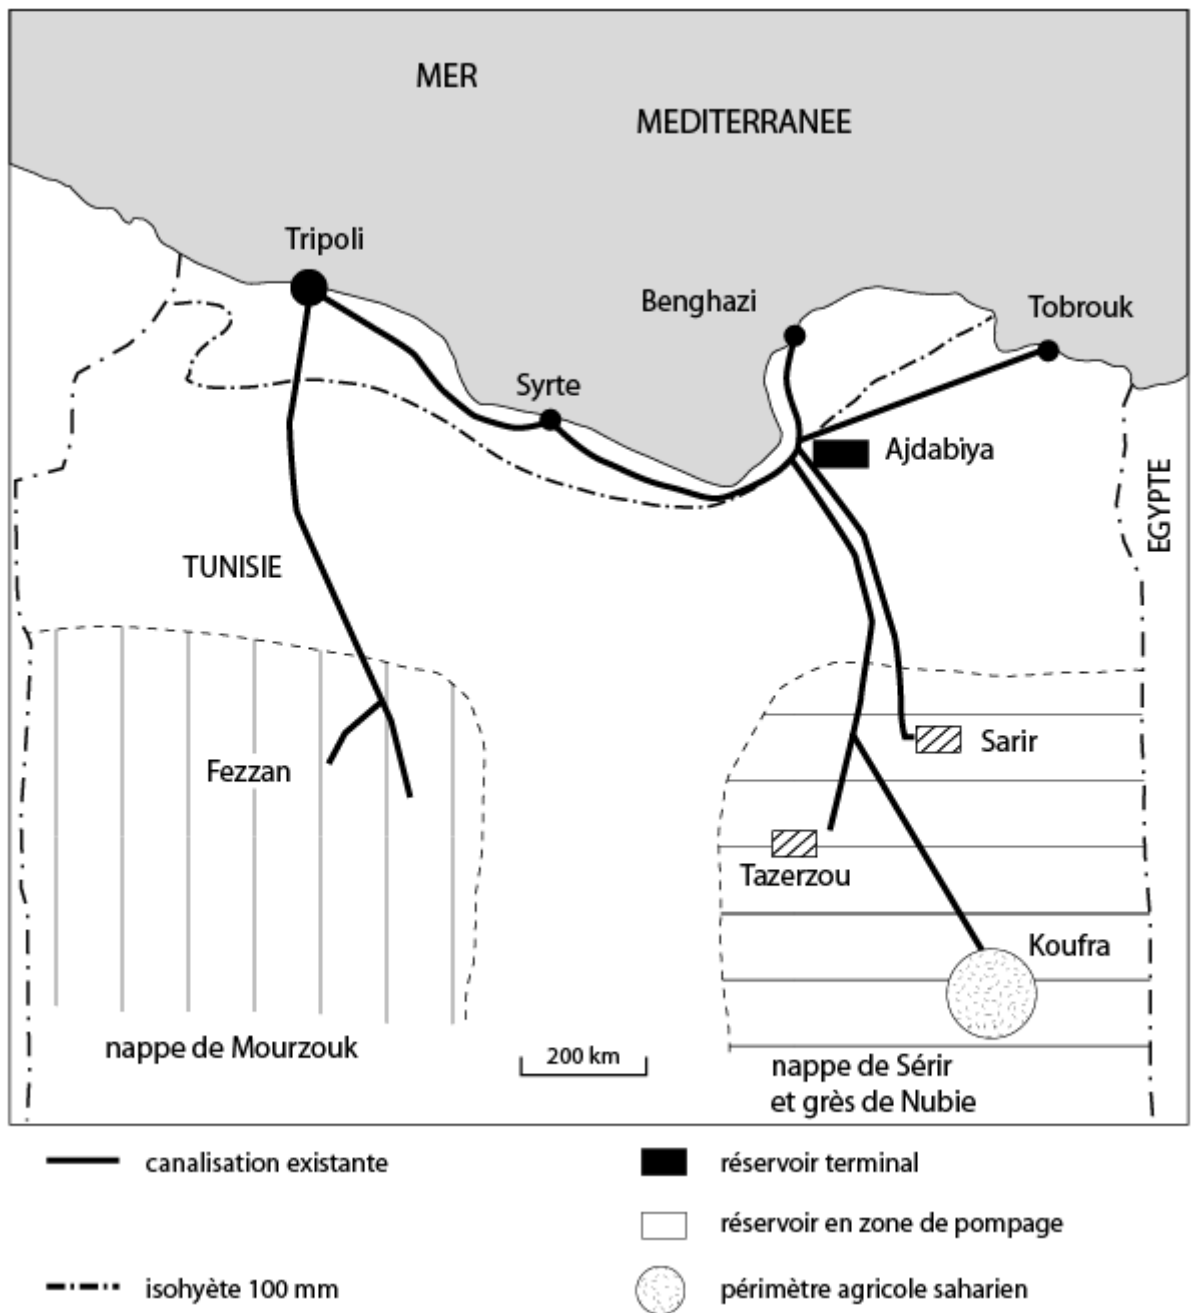 MER
MEDITERRANEE
Tripoli
Benghazi
Tobrouk
Syrte
Ajdabiya
EGYPTE
TUNISIE
Sarir
Fezzan
Tazerzou
Koufra
nappe de Mourzouk
200 km
nappe de Sérir
et grès de Nubie
canalisation existante
réservoir terminal
réservoir en zone de pompage
isohyète 100 mm
périmètre agricole saharien